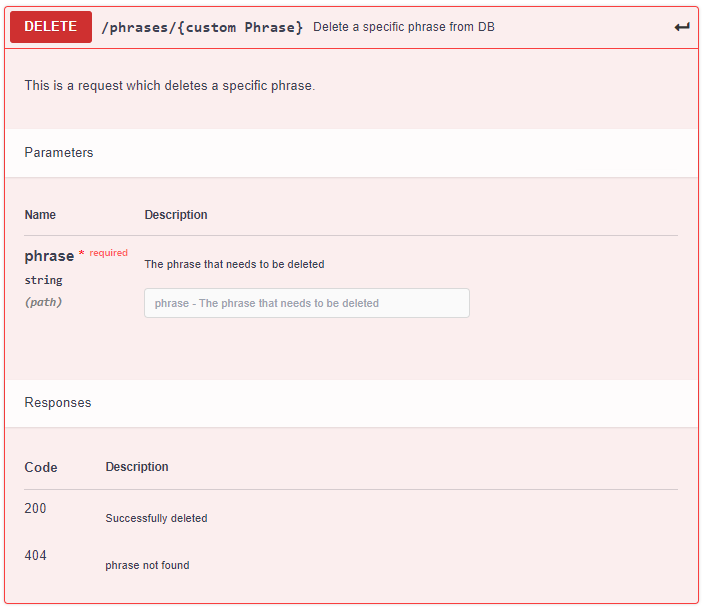 DELETE /phrases/{custom Phrase} Delete a specific phrase from DB
This is a request which deletes a specific phrase.
Parameters
Name Description
phrase * required
The phrase that needs to be deleted
string
(path)
phrase - The phrase that needs to be deleted
Responses
Code Description
200
Successfully deleted
404
phrase not found